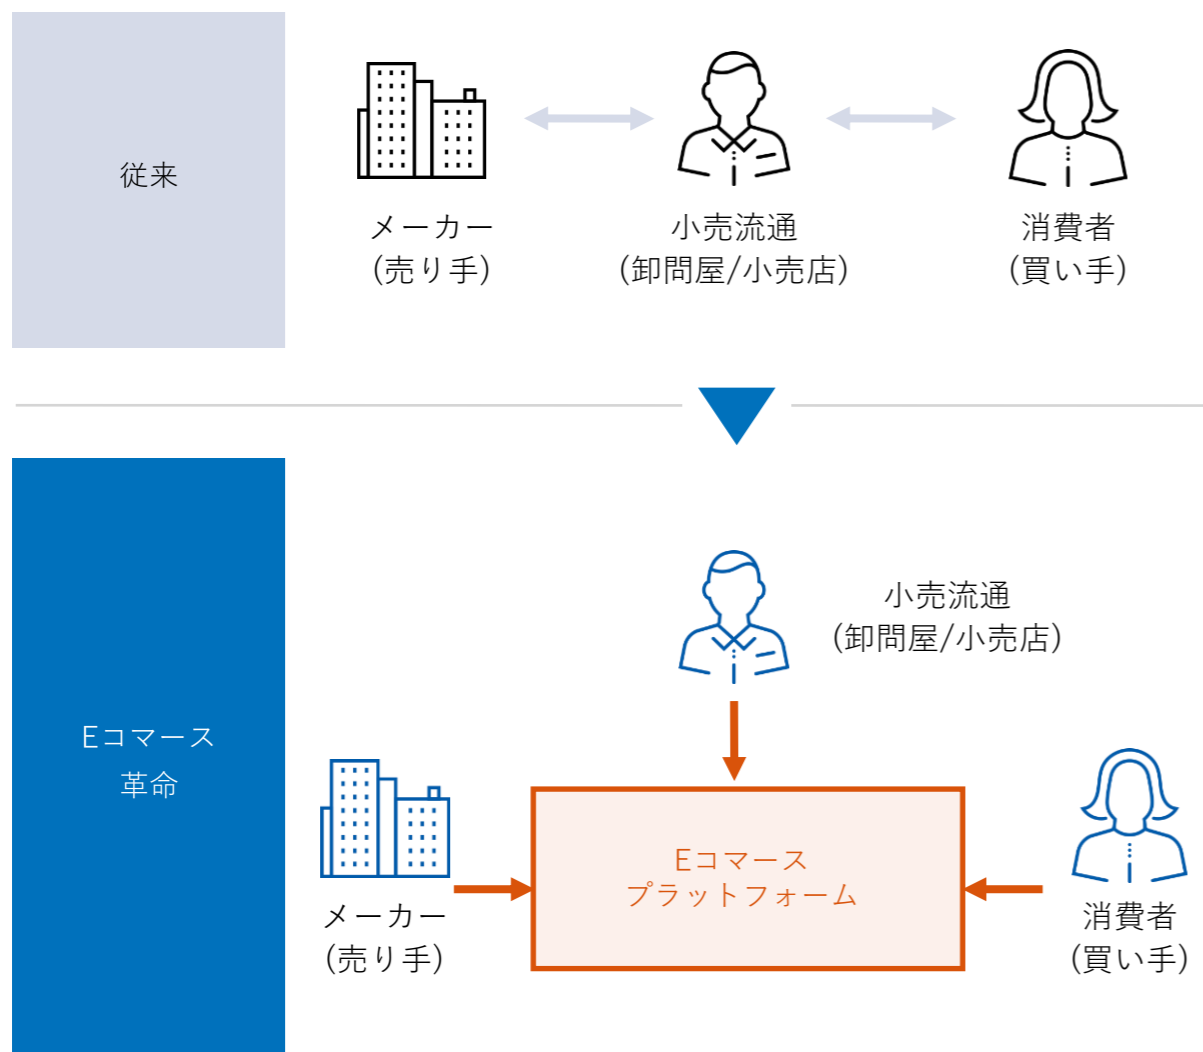 従来
メーカー
(売り手)
小売流通
(卸問屋/小売店)
消費者
(買い手)
Eコマース
革命
小売流通
(卸問屋/小売店)
メーカー
(売り手)
Eコマース
プラットフォーム
消費者
(買い手)